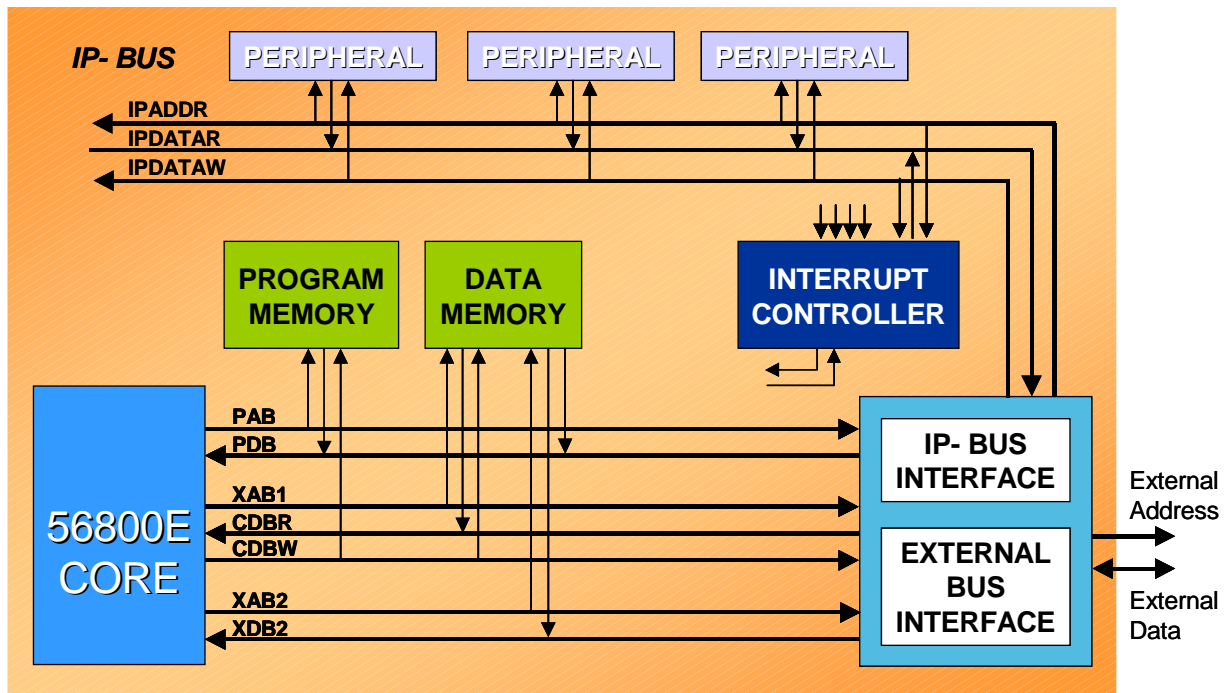 IP- BUS
PERIPHERAL
PERIPHERAL
PERIPHERAL
IPADDR
IPDATAR
IPDATAW
PROGRAM
MEMORY
DATA
MEMORY
INTERRUPT
CONTROLLER
56800E
CORE
PAB
PDB
XAB1
CDBR
CDBW
XAB2
XDB2
IP- BUS
INTERFACE
EXTERNAL
BUS
INTERFACE
External
Address
External
Data